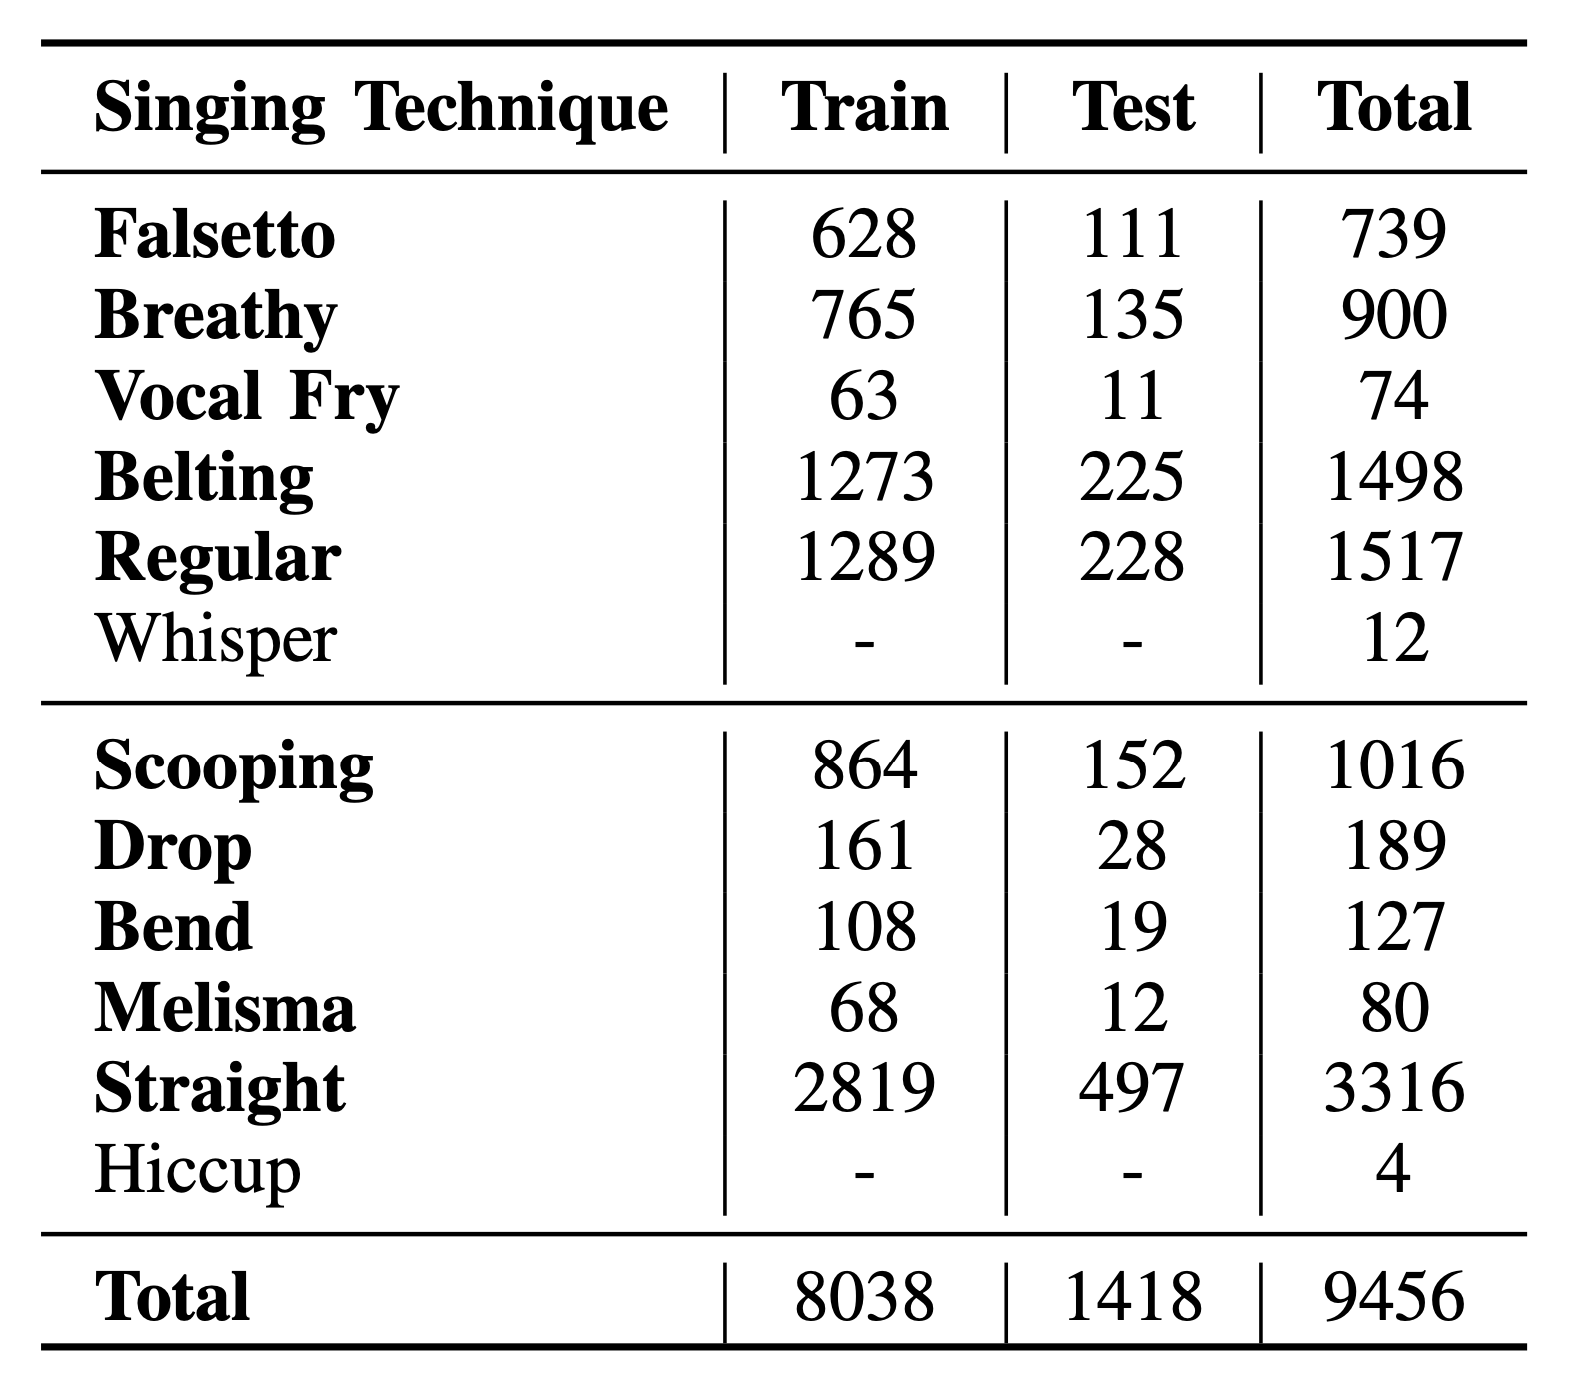 Singing Technique Train Test Total
Falsetto 628 111 739
Breathy 765 135 900
Vocal Fry 63 11 74
Belting 1273 225 1498
Regular 1289 228 1517
Whisper - - 12
Scooping 864 152 1016
Drop 161 28 189
Bend 108 19 127
Melisma 68 12 80
Straight 2819 497 3316
Hiccup - - 4
Total 8038 1418 9456